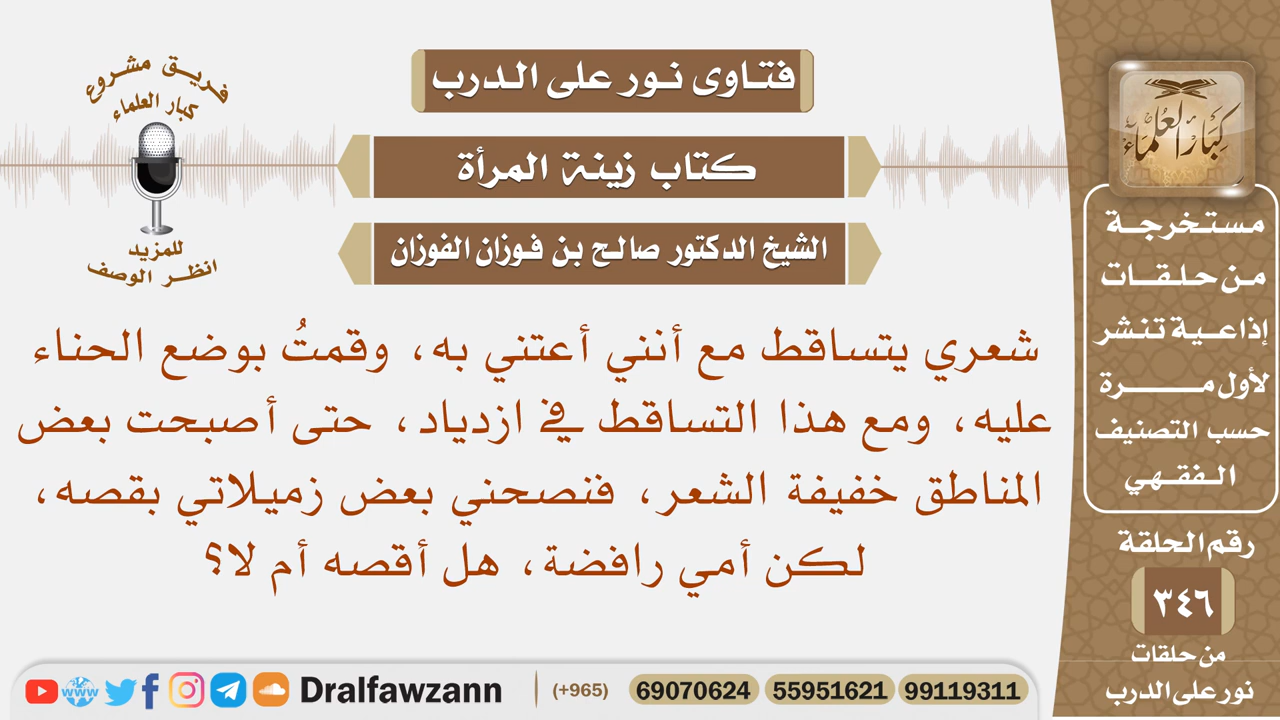 فتاوى نور على الدرب
كتاب زينة المرأة
الشيخ الدكتور صالح بن فوزان الفوزان
شعري يتساقط مع أنني أعتني به، وقمتُ بوضع الحناء
عليه، ومع هذا التساقط في ازدياد، حتى أصبحت بعض
المناطق خفيفة الشعر، فنصحني بعض زميلاتي بقصه،
لكن أمي رافضة، هل أقصه أم لا؟
فريق مشروع
كبار العلماء
للمزيد
انظر الوصف
كبار العلماء
مستخرجة
من حلقات
إذاعية تنشر
لأول مرة
حسب التصنيف
الفقهي
رقم الحلقة
٣٤٦
من حلقات
نور على الدرب
www Dralfawzann (+965) 69070624 55951621 99119311